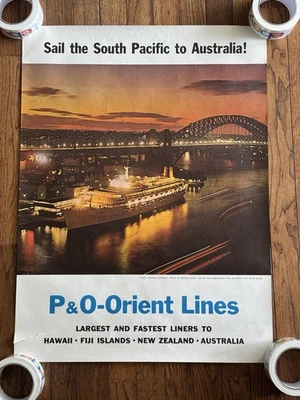 Sail the South Pacific to Australia!
P&O-Orient Lines
LARGEST AND FASTEST LINERS TO
HAWAII · FIJI ISLANDS · NEW ZEALAND · AUSTRALIA